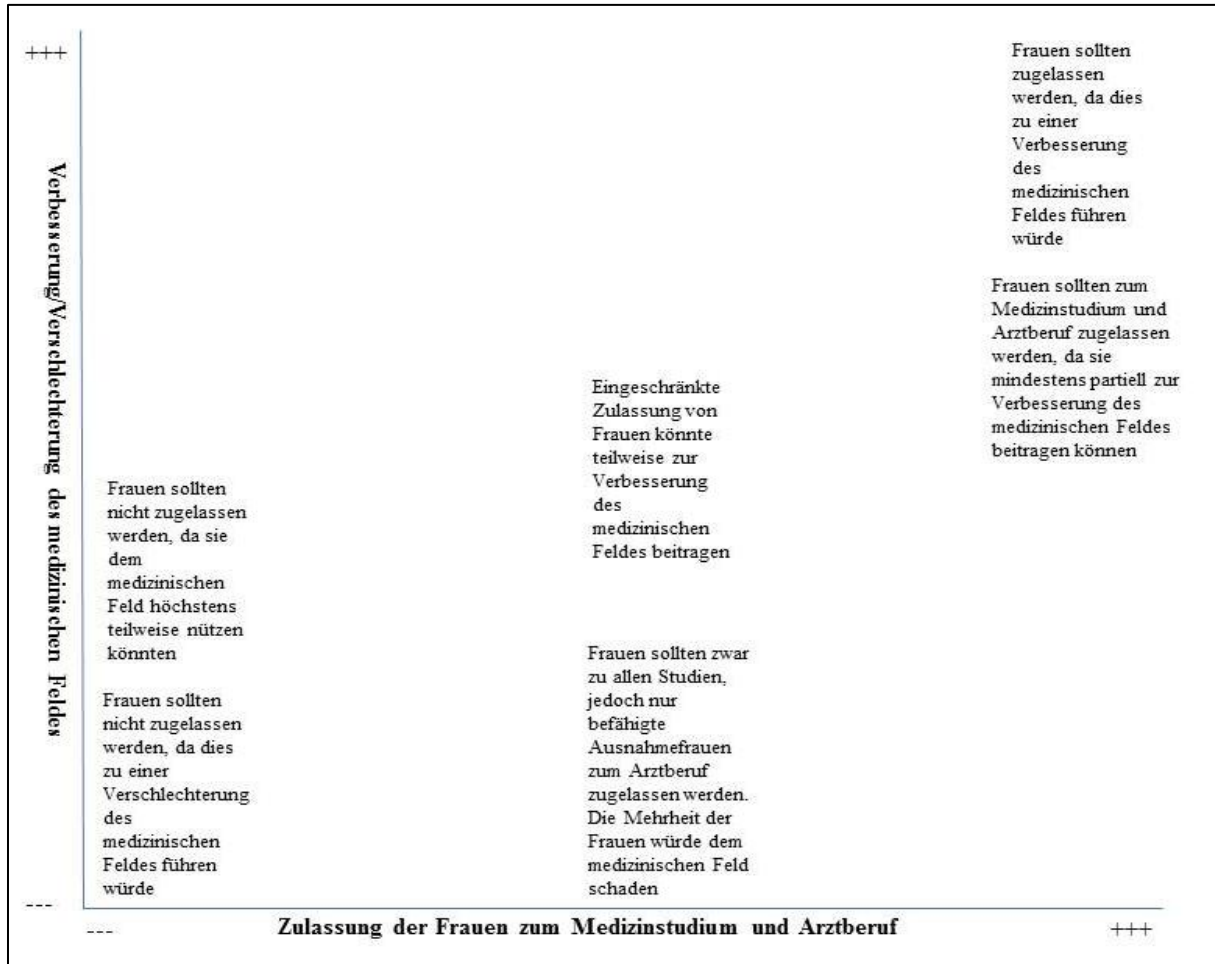 +++
Verbesserung/Verschlechterung des medizinischen Feldes
---
Frauen sollten
zugelassen
werden, da dies
zu einer
Verbesserung
des
medizinischen
Feldes führen
würde
Frauen sollten zum
Medizinstudium und
Arztberuf zugelassen
werden, da sie
mindestens partiell zur
Verbesserung des
medizinischen Feldes
beitragen können
Eingeschränkte
Zulassung von
Frauen könnte
teilweise zur
Verbesserung
des
medizinischen
Feldes beitragen
Frauen sollten
nicht zugelassen
werden, da sie
dem
medizinischen
Feld höchstens
teilweise nützen
könnten
Frauen sollten
nicht zugelassen
werden, da dies
zu einer
Verschlechterung
des
medizinischen
Feldes führen
würde
Frauen sollten zwar
zu allen Studien,
jedoch nur
befähigte
Ausnahmefrauen
zum Arztberuf
zugelassen werden.
Die Mehrheit der
Frauen würde dem
medizinischen Feld
schaden
---
Zulassung der Frauen zum Medizinstudium und Arztberuf
+++